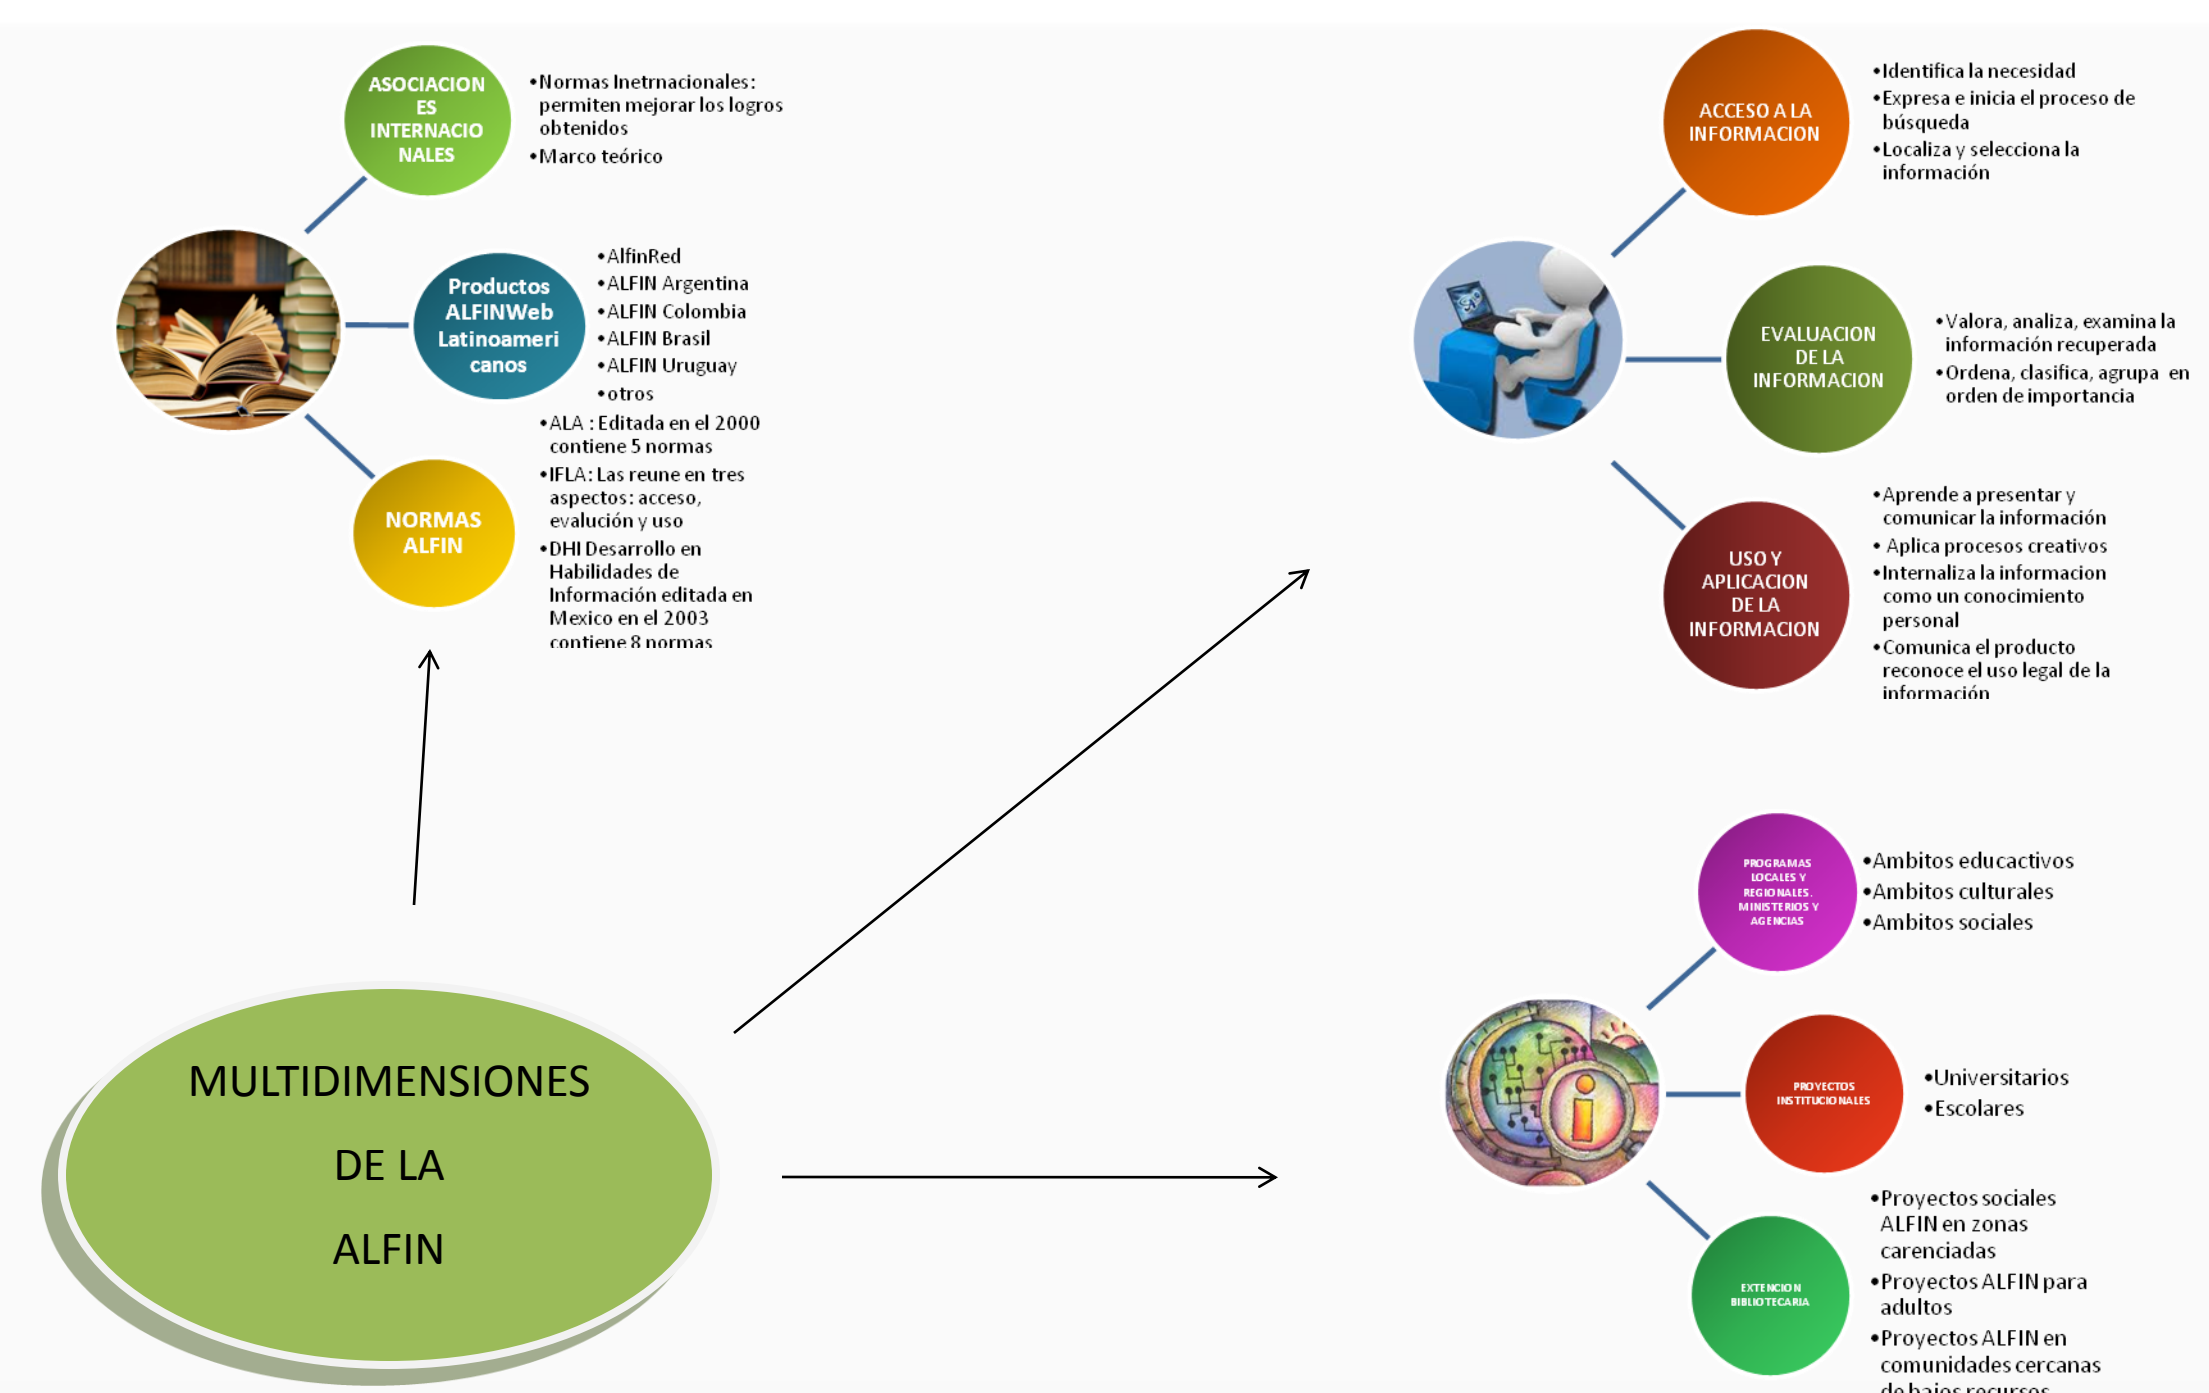 ASOCIACION
ES
INTERNACIO
NALES
•Normas Inetrnacionales:
permiten mejorar los logros
obtenidos
•Marco teórico
Productos
ALFINWeb
Latinoameri
canos
•AlfinRed
•ALFIN Argentina
•ALFIN Colombia
•ALFIN Brasil
•ALFIN Uruguay
•otros
NORMAS
ALFIN
•ALA : Editada en el 2000
contiene 5 normas
•IFLA: Las reune en tres
aspectos: acceso,
evalución y uso
•DHI Desarrollo en
Habilidades de
Información editada en
Mexico en el 2003
contiene 8 normas
ACCESO A LA
INFORMACION
•Identifica la necesidad
•Expresa e inicia el proceso de
búsqueda
•Localiza y selecciona la
información
EVALUACION
DE LA
INFORMACION
•Valora, analiza, examina la
información recuperada
•Ordena, clasifica, agrupa en
orden de importancia
USO Y
APLICACION
DE LA
INFORMACION
•Aprende a presentar y
comunicar la información
• Aplica procesos creativos
•Internaliza la informacion
como un conocimiento
personal
•Comunica el producto
reconoce el uso legal de la
información
MULTIDIMENSIONES
DE LA
ALFIN
PROGRAMAS
LOCALES Y
REGIONALES.
MINISTERIOS Y
AGENCIAS
•Ambitos educactivos
•Ambitos culturales
•Ambitos sociales
i
PROYECTOS
INSTITUCIONALES
•Universitarios
•Escolares
EXTENCION
BIBLIOTECARIA
•Proyectos sociales
ALFIN en zonas
carenciadas
•Proyectos ALFIN para
adultos
•Proyectos ALFIN en
comunidades cercanas
de bajos recursos